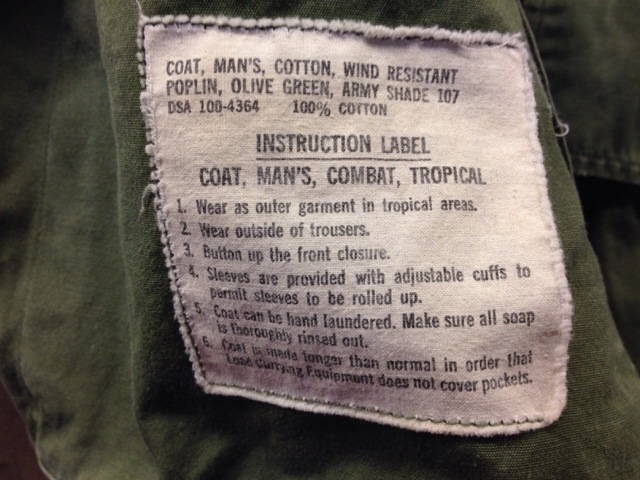 COAT, MAN'S, COTTON, WIND RESISTANT
POPLIN, OLIVE GREEN, ARMY SHADE 107
DSA 100-4364 100% COTTON
INSTRUCTION LABEL
COAT, MAN'S, COMBAT, TROPICAL
1. Wear as outer garment in tropical areas.
2. Wear outside of trousers.
3. Button up the front closure.
4. Sleeves are provided with adjustable cuffs to
permit sleeves to be rolled up.
5. Coat can be hand laundered. Make sure all soap
is thoroughly rinsed out.
6. Coat is made longer than normal in order that
Load Carrying Equipment does not cover pockets.